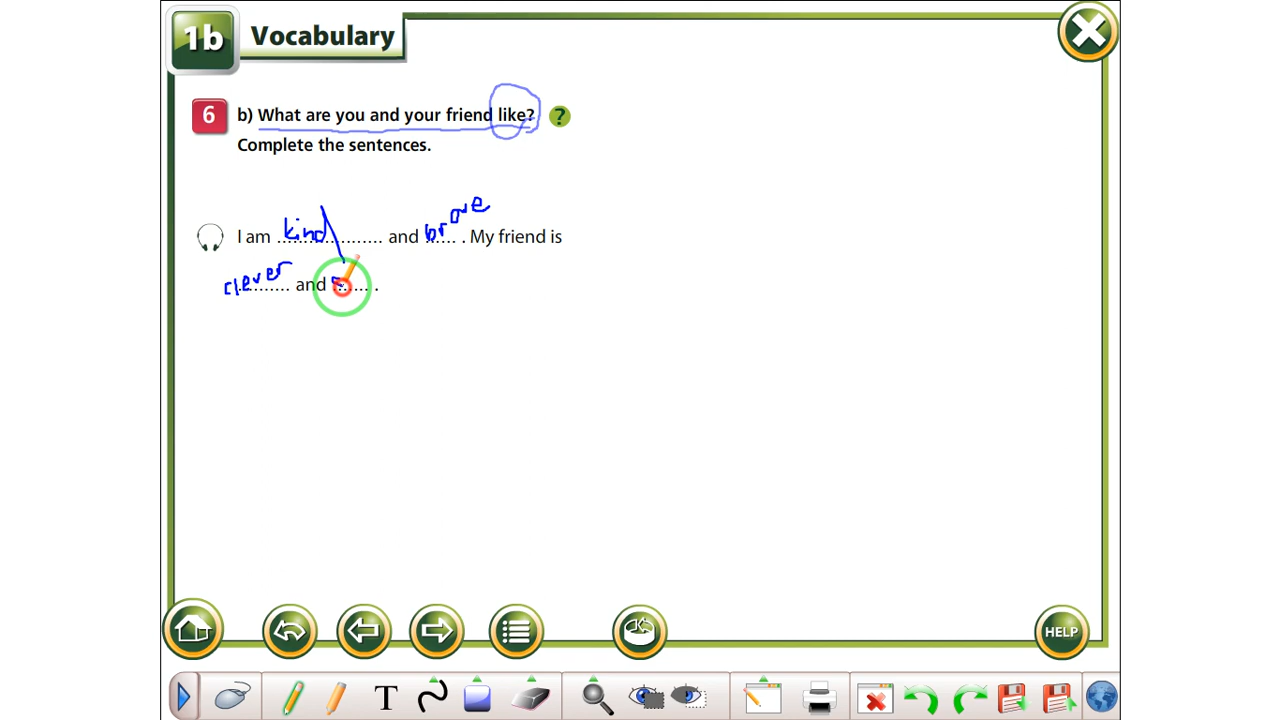 1b Vocabulary
6 b) What are you and your friend like? ?
Complete the sentences.
I am kind and brave . My friend is
clever and ........ .
T
HELP